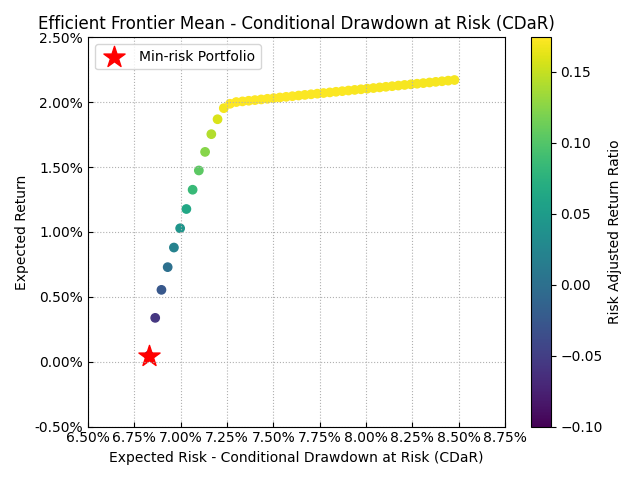 Efficient Frontier Mean - Conditional Drawdown at Risk (CDaR)
Min-risk Portfolio
2.50%
2.00%
1.50%
1.00%
0.50%
0.00%
-0.50%
Expected Return
6.50% 6.75% 7.00% 7.25% 7.50% 7.75% 8.00% 8.25% 8.50% 8.75%
Expected Risk - Conditional Drawdown at Risk (CDaR)
0.15
0.10
0.05
0.00
−0.05
−0.10
Risk Adjusted Return Ratio